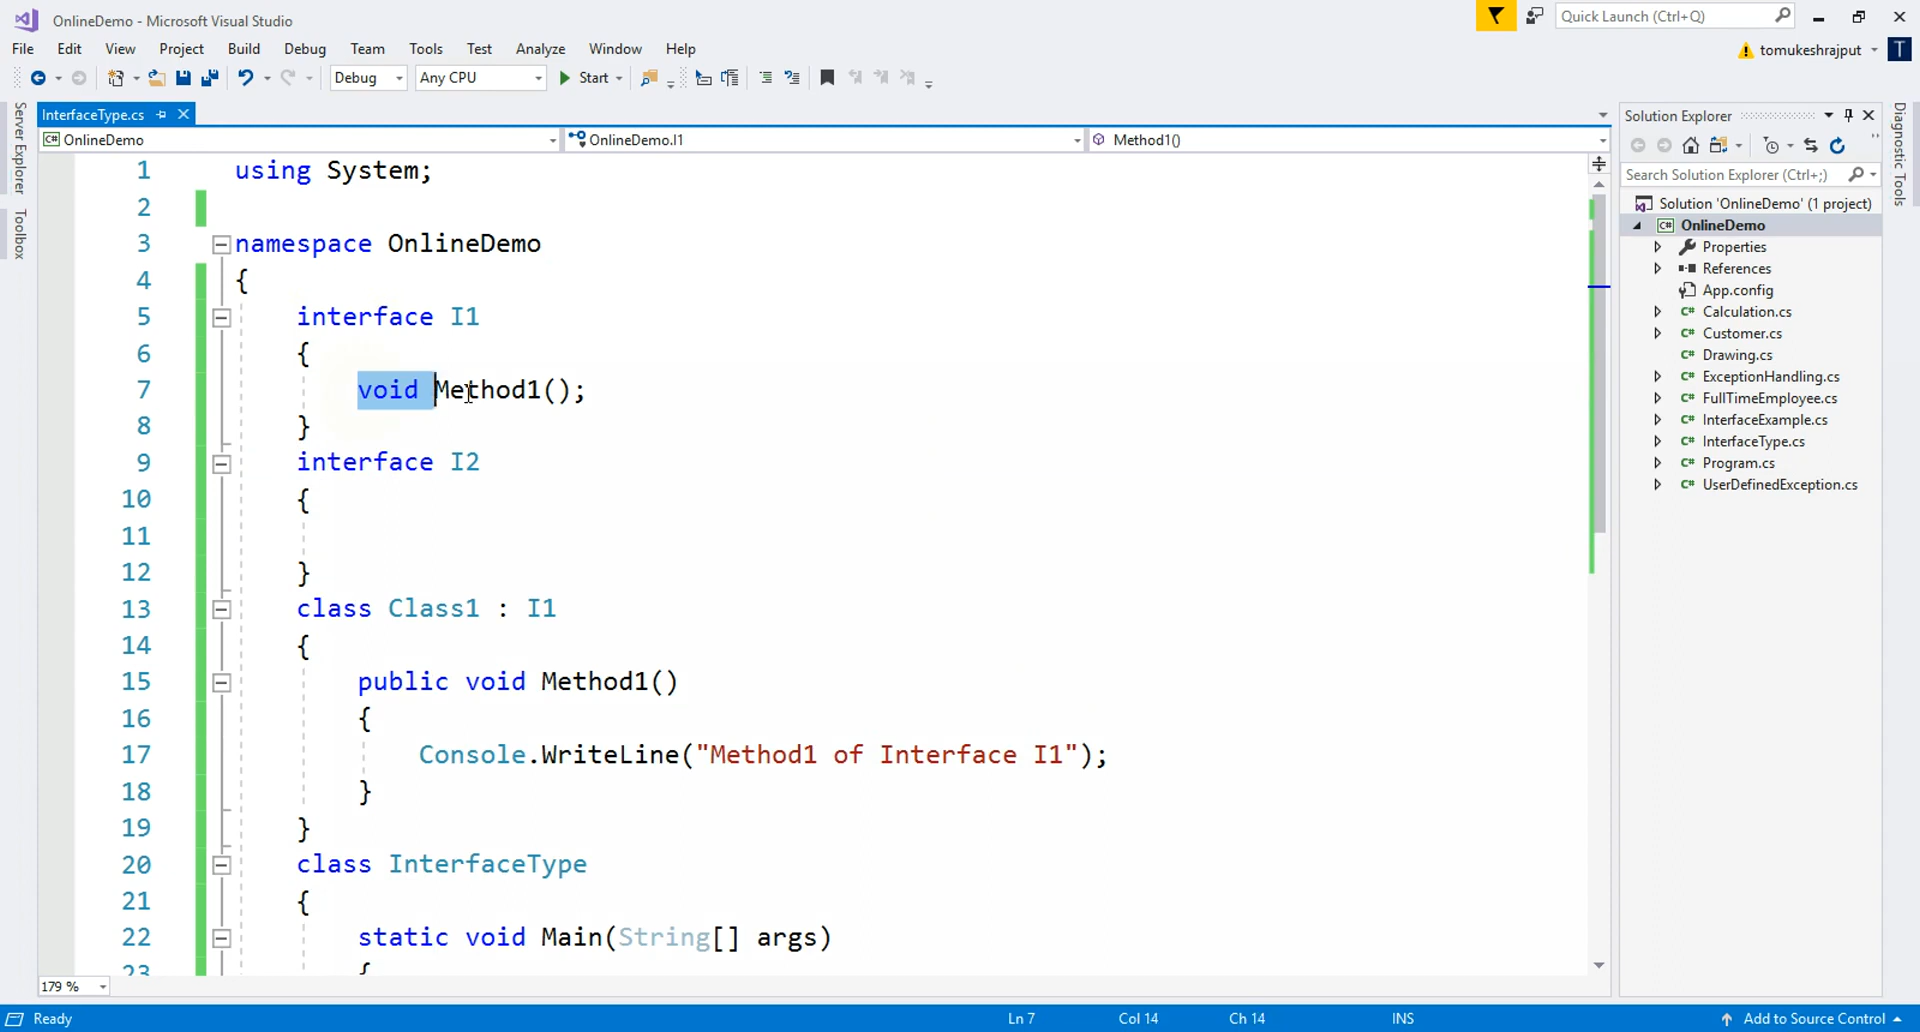 OnlineDemo - Microsoft Visual Studio
Quick Launch (Ctrl+Q)
File Edit View Project Build Debug Team Tools Test Analyze Window Help
tomukeshrajput
T
Debug Any CPU Start
Server Explorer
Toolbox
InterfaceType.cs
C# OnlineDemo
OnlineDemo.I1
Method1()
1 using System;
2
3 namespace OnlineDemo
4 {
5 interface I1
6 {
7 void Method1();
8 }
9 interface I2
10 {
11
12 }
13 class Class1 : I1
14 {
15 public void Method1()
16 {
17 Console.WriteLine("Method1 of Interface I1");
18 }
19 }
20 class InterfaceType
21 {
22 static void Main(String[] args)
23 {
179 %
Solution Explorer
Search Solution Explorer (Ctrl+;)
Solution 'OnlineDemo' (1 project)
C# OnlineDemo
Properties
References
App.config
C# Calculation.cs
C# Customer.cs
C# Drawing.cs
C# ExceptionHandling.cs
C# FullTimeEmployee.cs
C# InterfaceExample.cs
C# InterfaceType.cs
C# Program.cs
C# UserDefinedException.cs
Diagnostic Tools
Ready
Ln 7 Col 14 Ch 14 INS
Add to Source Control